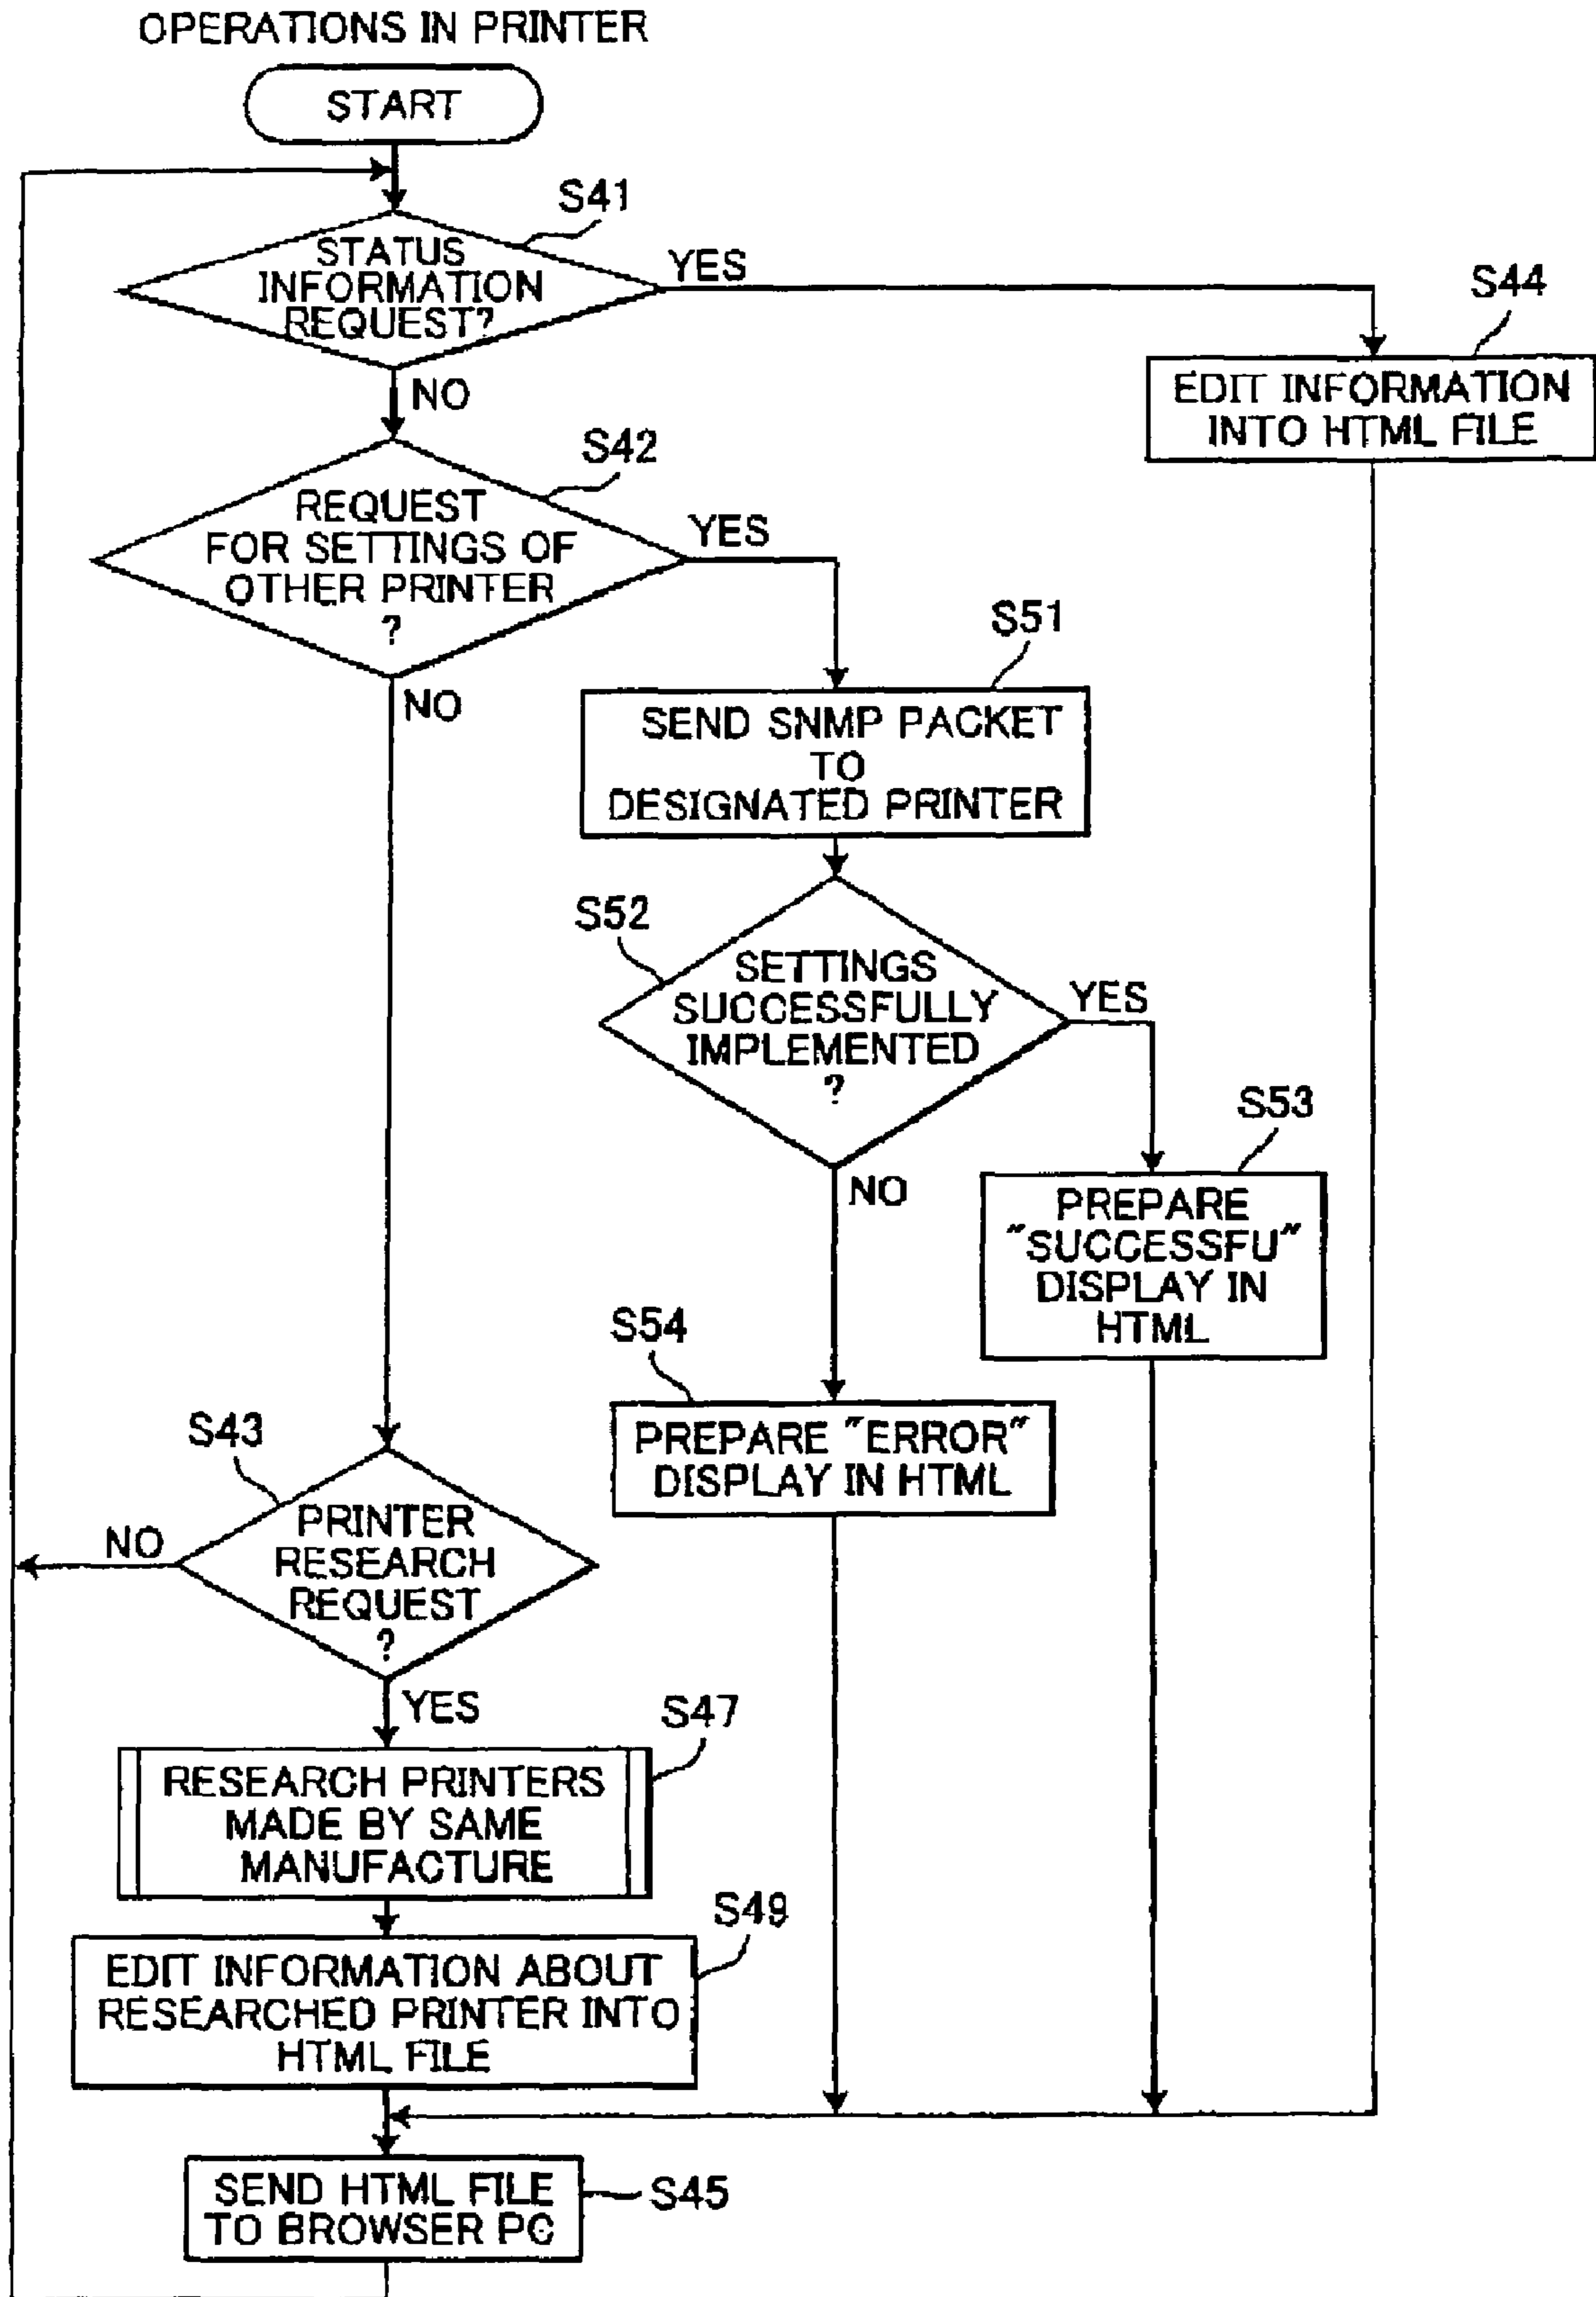 OPERATIONS IN PRINTER
START
S41
STATUS
INFORMATION
REQUEST?
YES
NO
S44
EDIT INFORMATION
INTO HTML FILE
S42
REQUEST
FOR SETTINGS OF
OTHER PRINTER
?
YES
NO
S51
SEND SNMP PACKET
TO
DESIGNATED PRINTER
S52
SETTINGS
SUCCESSFULLY
IMPLEMENTED
?
YES
NO
S53
PREPARE
"SUCCESSFU"
DISPLAY IN
HTML
S54
PREPARE "ERROR"
DISPLAY IN HTML
S43
PRINTER
RESEARCH
REQUEST
?
NO
YES
S47
RESEARCH PRINTERS
MADE BY SAME
MANUFACTURE
S49
EDIT INFORMATION ABOUT
RESEARCHED PRINTER INTO
HTML FILE
SEND HTML FILE
TO BROWSER PC
S45